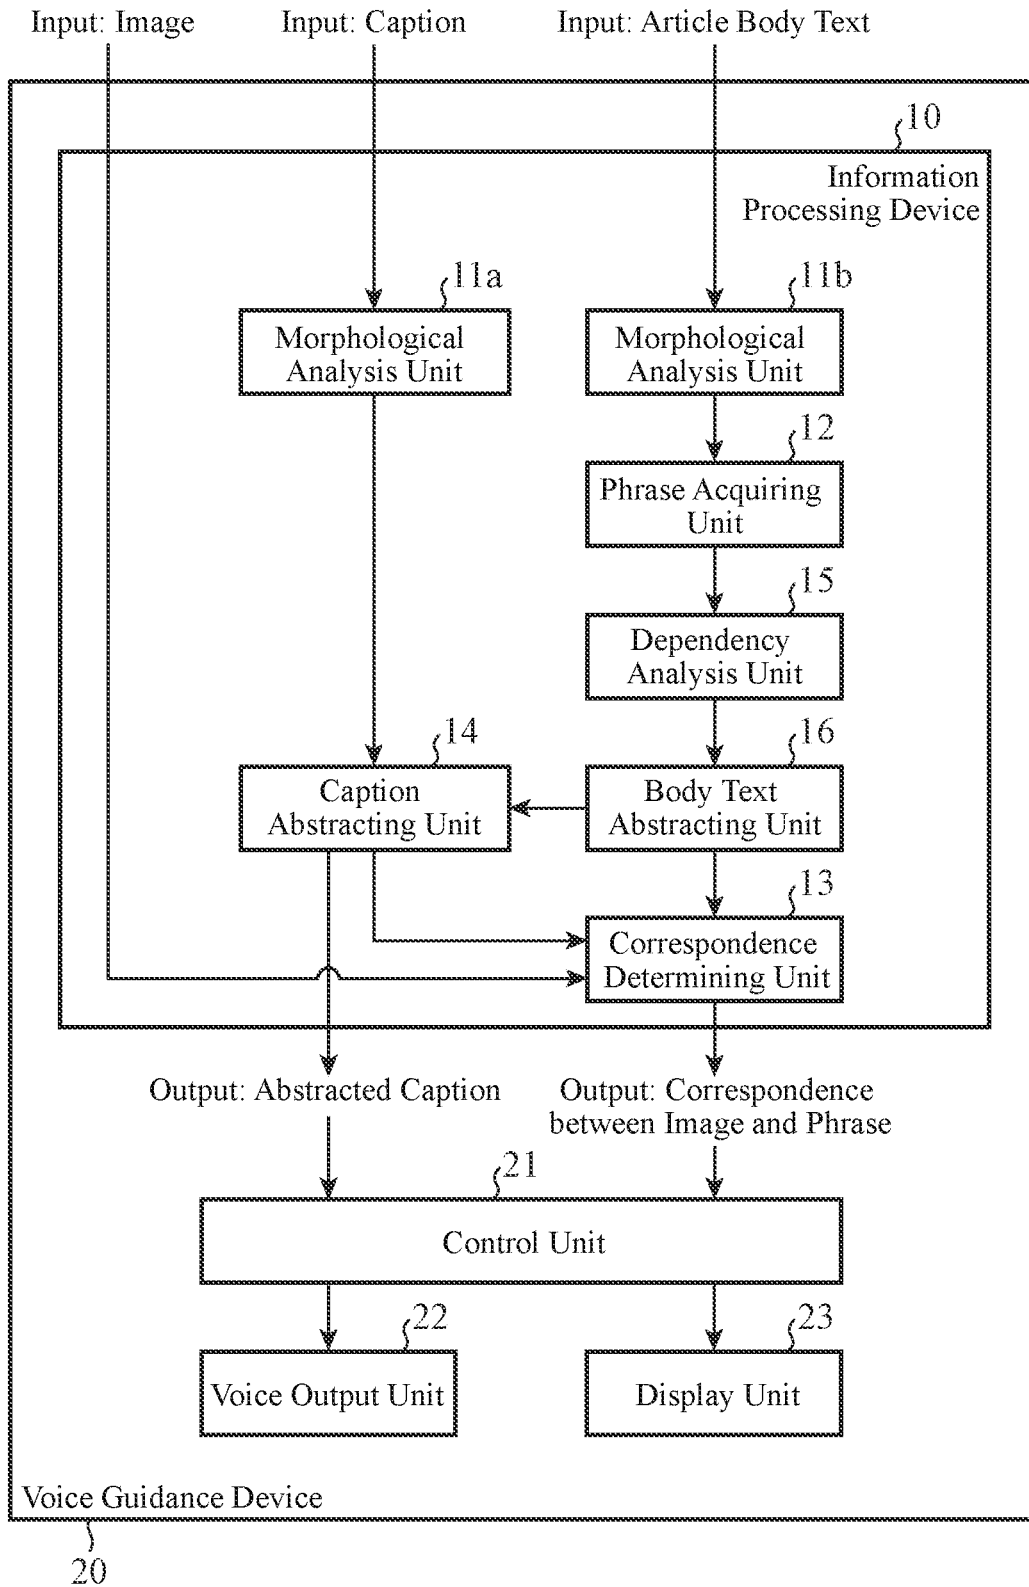 Input: Image
Input: Caption
Input: Article Body Text
10
Information
Processing Device
11a
Morphological
Analysis Unit
11b
Morphological
Analysis Unit
12
Phrase Acquiring
Unit
15
Dependency
Analysis Unit
14
Caption
Abstracting Unit
16
Body Text
Abstracting Unit
13
Correspondence
Determining Unit
Output: Abstracted Caption
Output: Correspondence
between Image and Phrase
21
Control Unit
22
Voice Output Unit
23
Display Unit
Voice Guidance Device
20